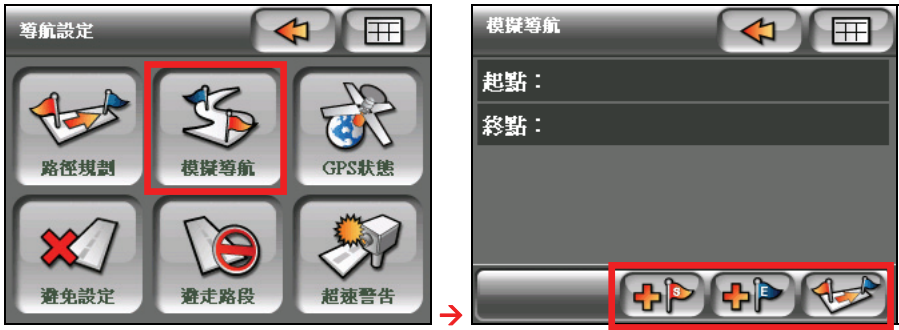 導航設定
路徑規劃
模擬導航
GPS狀態
避免設定
避走路段
超速警告
模擬導航
起點：
終點：
S
E